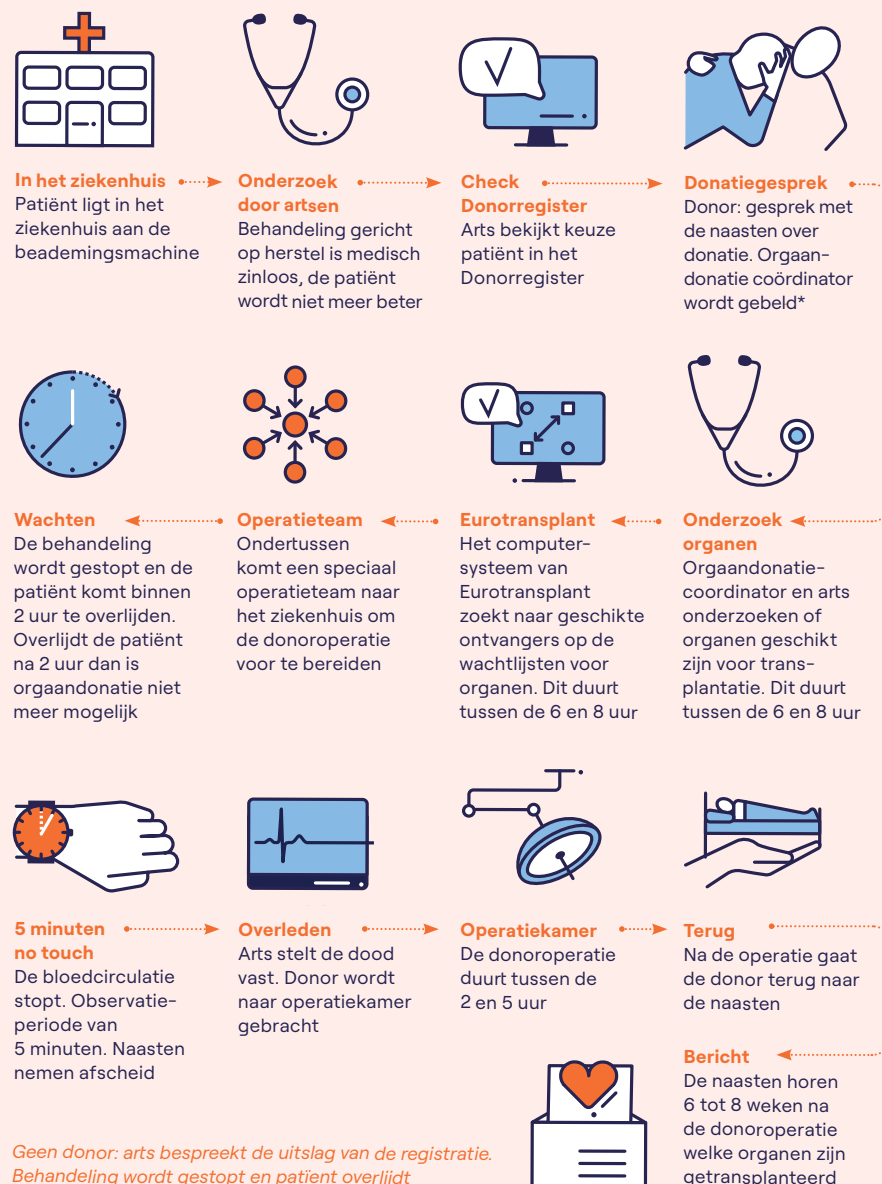 In het ziekenhuis
Patiënt ligt in het
ziekenhuis aan de
beademingsmachine
Onderzoek
door artsen
Behandeling gericht
op herstel is medisch
zinloos, de patiënt
wordt niet meer beter
Check
Donorregister
Arts bekijkt keuze
patiënt in het
Donorregister
Donatiegesprek
Donor: gesprek met
de naasten over
donatie. Orgaan-
donatie coördinator
wordt gebeld*
Onderzoek
organen
Orgaandonatie-
coordinator en arts
onderzoeken of
organen geschikt
zijn voor trans-
plantatie. Dit duurt
tussen de 6 en 8 uur
Eurotransplant
Het computer-
systeem van
Eurotransplant
zoekt naar geschikte
ontvangers op de
wachtlijsten voor
organen. Dit duurt
tussen de 6 en 8 uur
Operatieteam
Ondertussen
komt een speciaal
operatieteam naar
het ziekenhuis om
de donoroperatie
voor te bereiden
Wachten
De behandeling
wordt gestopt en de
patiënt komt binnen
2 uur te overlijden.
Overlijdt de patiënt
na 2 uur dan is
orgaandonatie niet
meer mogelijk
5 minuten
no touch
De bloedcirculatie
stopt. Observatie-
periode van
5 minuten. Naasten
nemen afscheid
Overleden
Arts stelt de dood
vast. Donor wordt
naar operatiekamer
gebracht
Operatiekamer
De donoroperatie
duurt tussen de
2 en 5 uur
Terug
Na de operatie gaat
de donor terug naar
de naasten
Bericht
De naasten horen
6 tot 8 weken na
de donoroperatie
welke organen zijn
getransplanteerd
Geen donor: arts bespreekt de uitslag van de registratie.
Behandeling wordt gestopt en patïent overlijdt